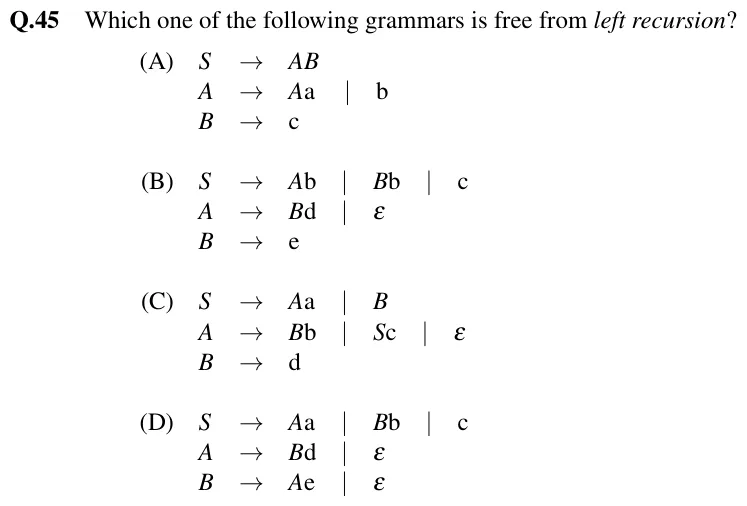 Q.45 Which one of the following grammars is free from left recursion?
(A) S → AB
A → Aa | b
B → c
(B) S → Ab | Bb | c
A → Bd | ε
B → e
(C) S → Aa | B
A → Bb | Sc | ε
B → d
(D) S → Aa | Bb | c
A → Bd | ε
B → Ae | ε